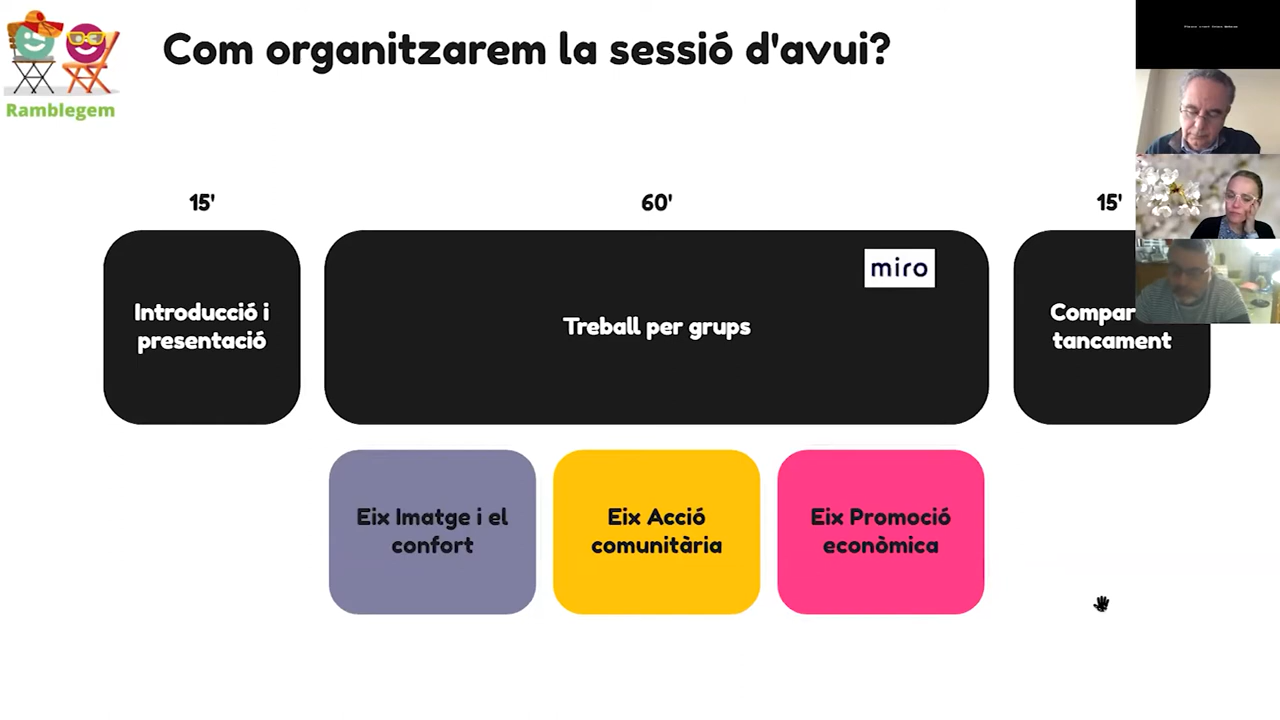 Com organitzarem la sessió d'avui?
Ramblegem
15'
60'
15'
Introducció i
presentació
miro
Treball per grups
tancament
Eix Imatge i el
confort
Eix Acció
comunitària
Eix Promoció
econòmica